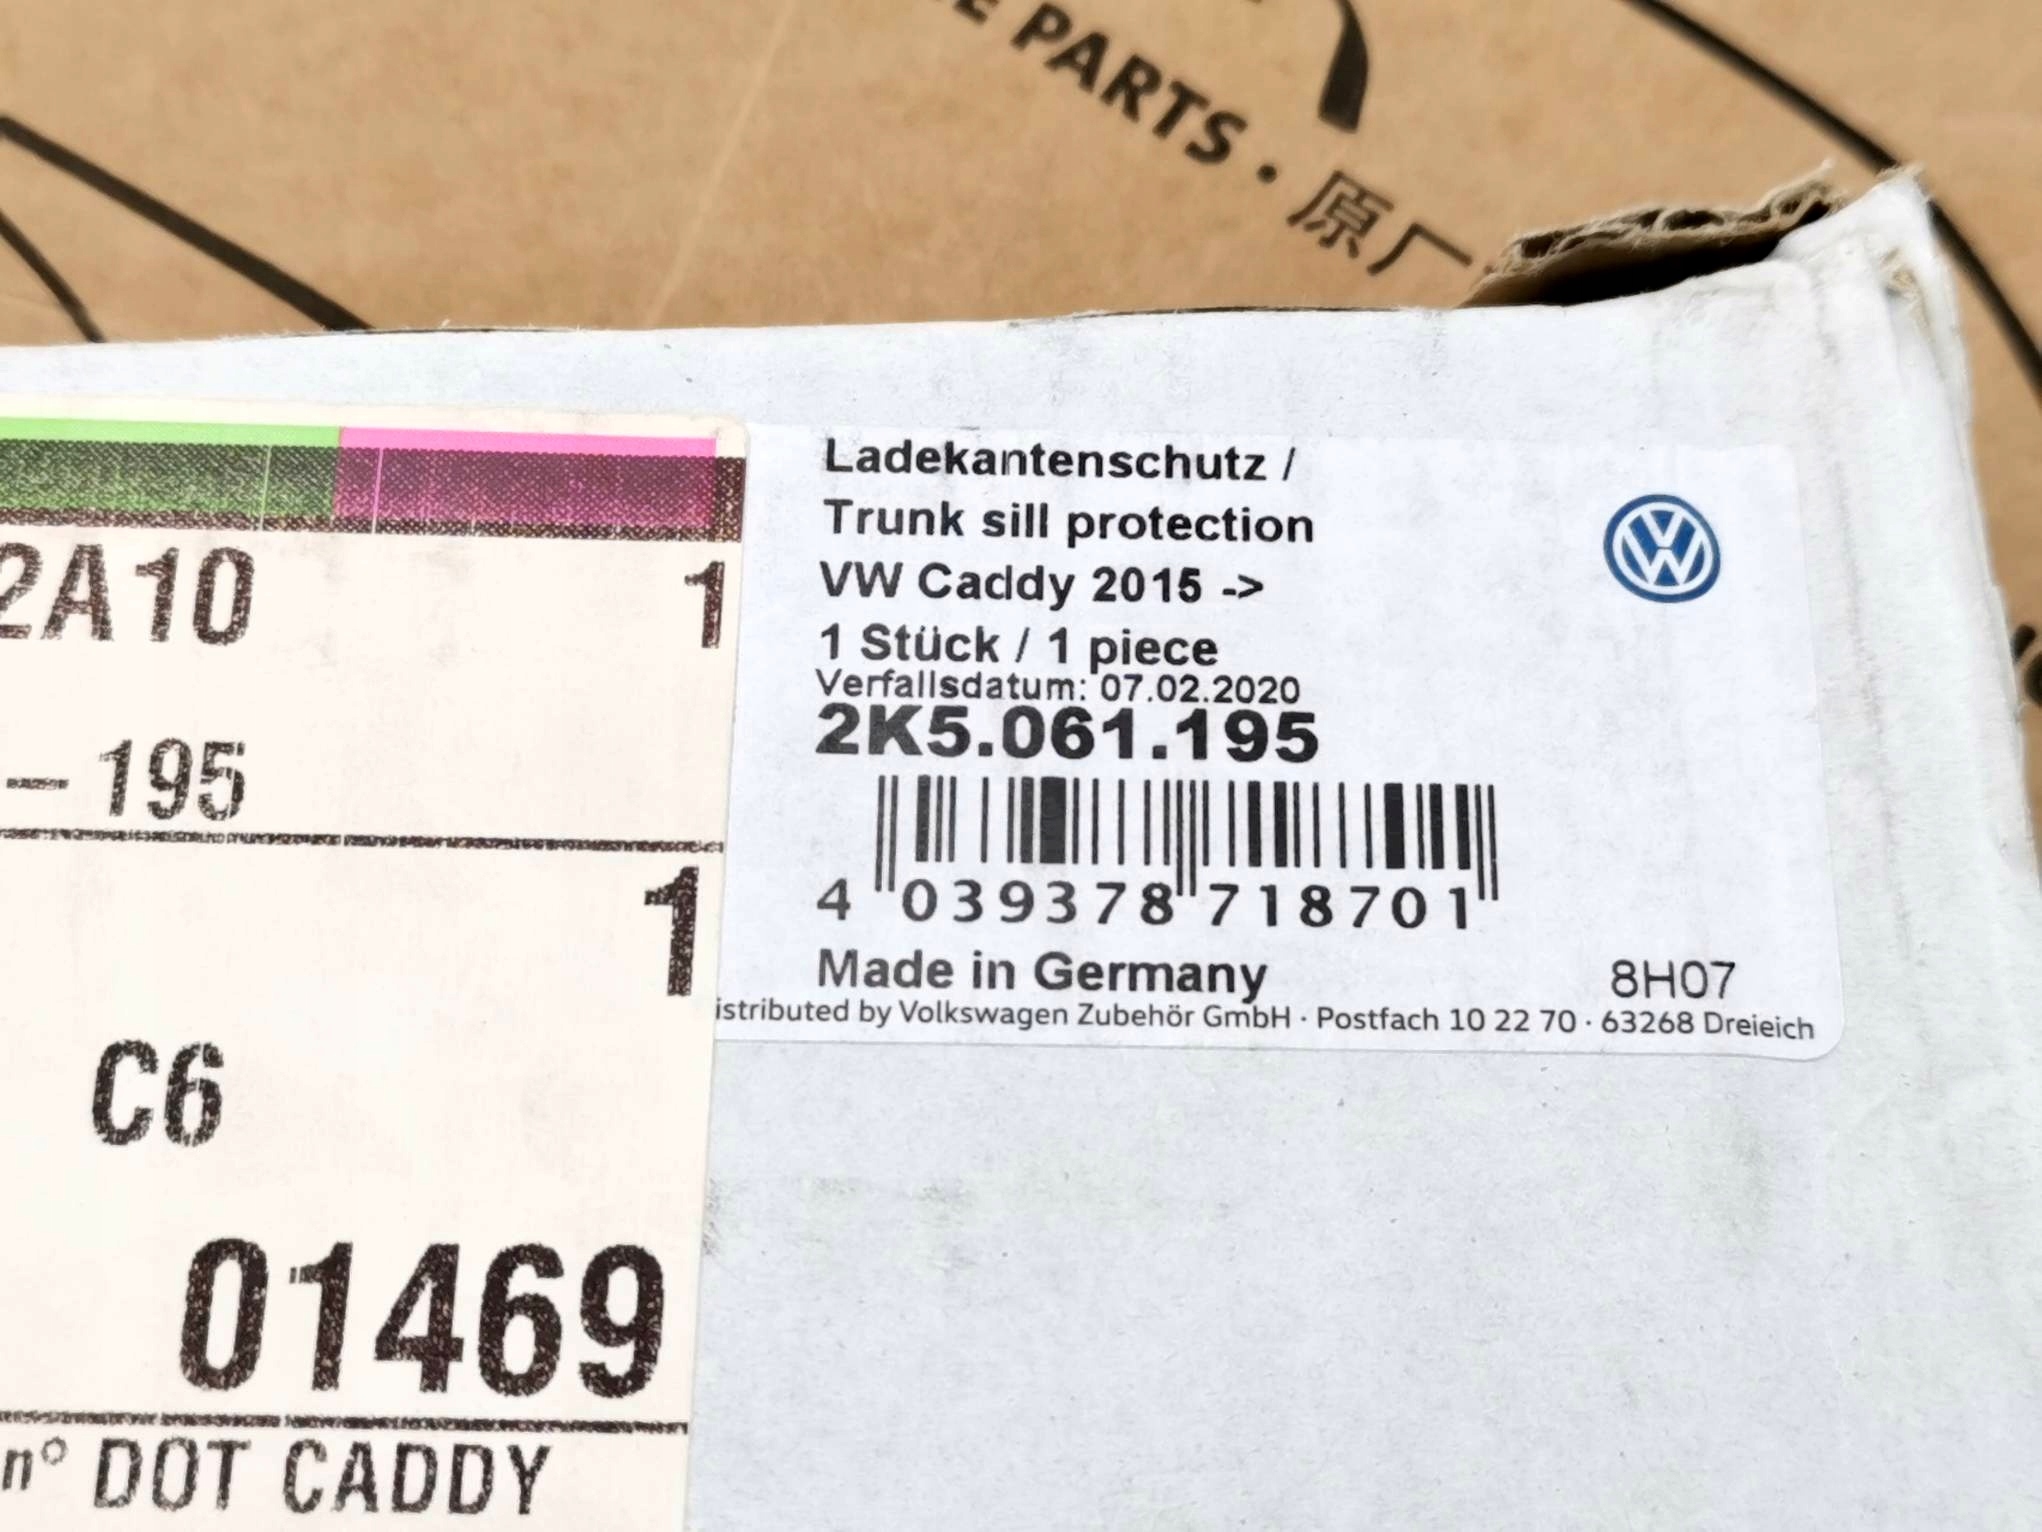 PARTS · 原厂
2A10
1
– 195
1
C6
01469
n° DOT CADDY
Ladekantenschutz /
Trunk sill protection
VW Caddy 2015 ->
1 Stück / 1 piece
Verfallsdatum: 07.02.2020
2K5.061.195
4 039378 718701
Made in Germany
8H07
istributed by Volkswagen Zubehör GmbH · Postfach 10 22 70 · 63268 Dreieich
VW